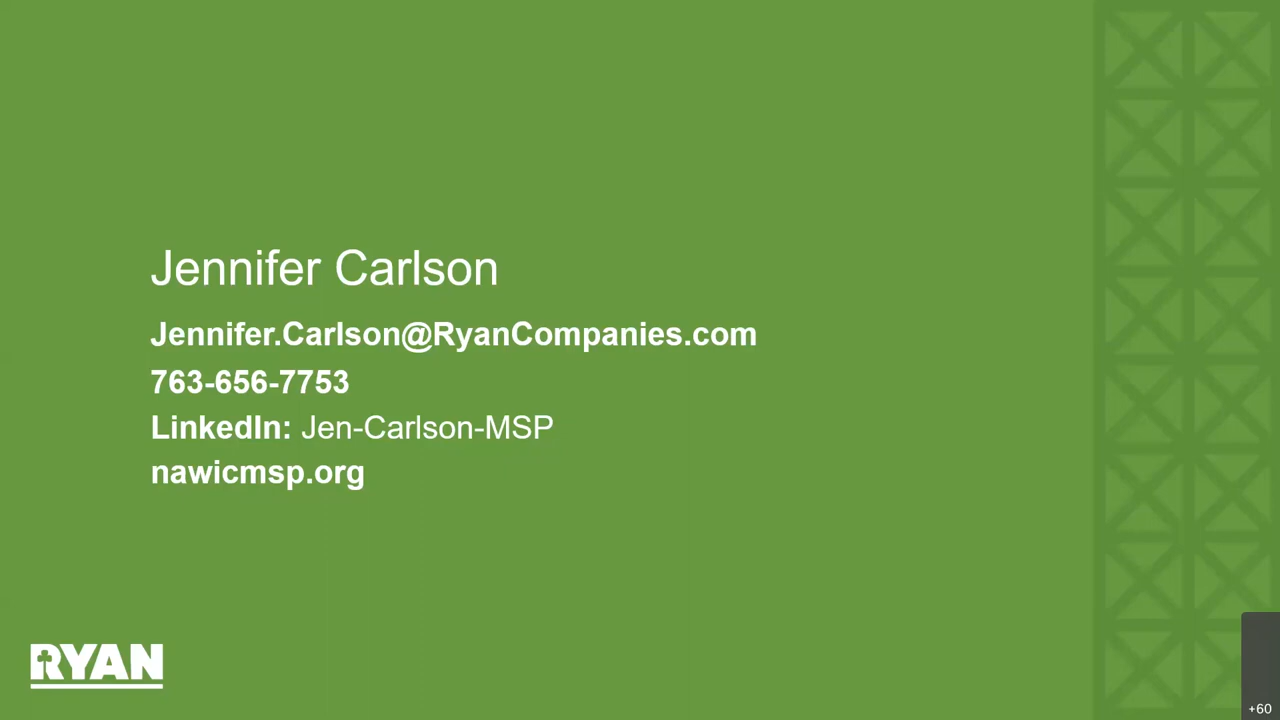 Jennifer Carlson
Jennifer.Carlson@RyanCompanies.com
763-656-7753
LinkedIn: Jen-Carlson-MSP
nawicmsp.org
RYAN
+60